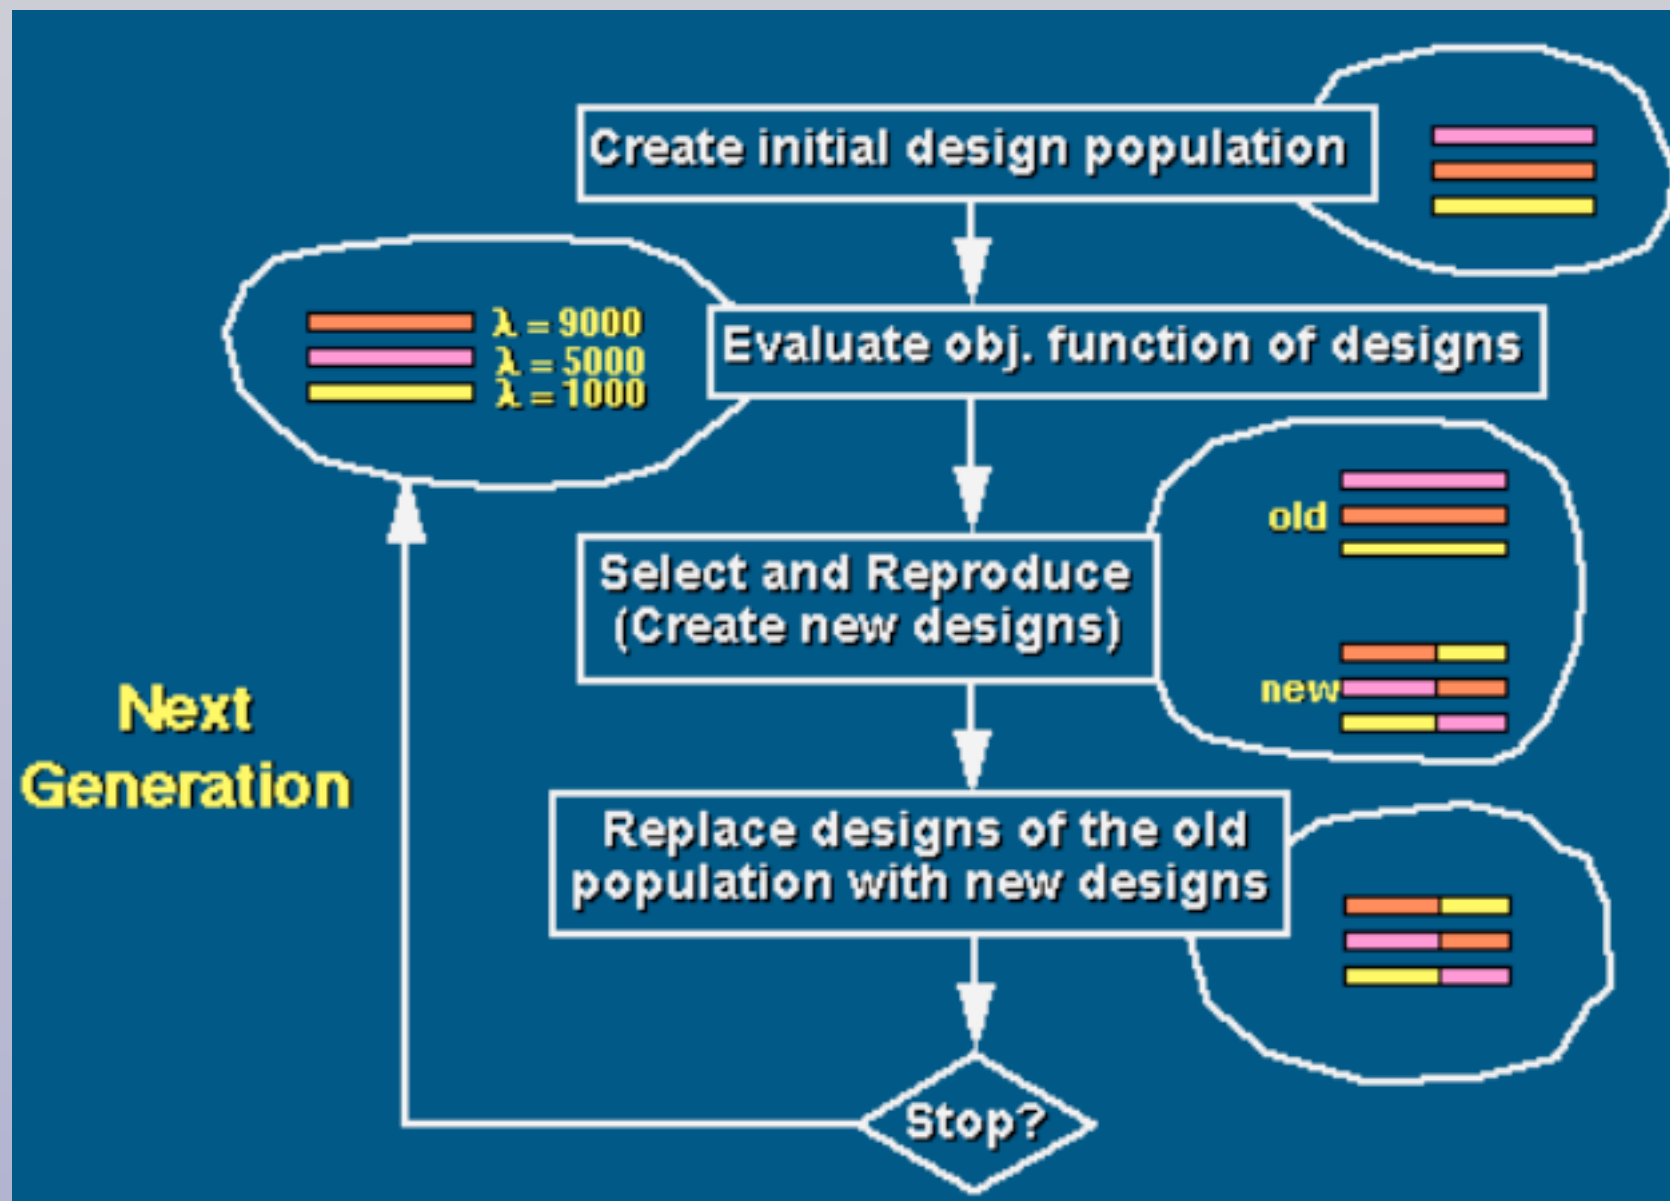 Create initial design population
λ = 9000
λ = 5000
λ = 1000
Evaluate obj. function of designs
old
Select and Reproduce
(Create new designs)
new
Next
Generation
Replace designs of the old
population with new designs
Stop?